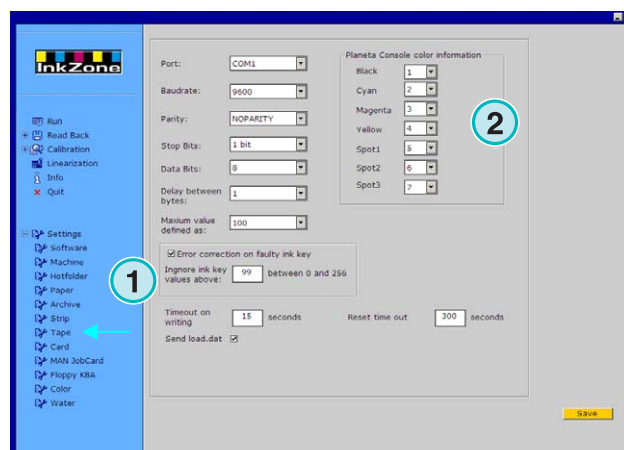 InkZone
Run
Read Back
Calibration
Linearization
Info
Quit
Settings
Software
Machine
Hotfolder
Paper
Archive
Strip
Tape
Card
MAN JobCard
Floppy KBA
Color
Water
1
Port: COM1
Baudrate: 9600
Parity: NOPARITY
Stop Bits: 1 bit
Data Bits: 8
Delay between 1
bytes:
Maxium value 100
defined as:
Error correction on faulty ink key
Ingnore ink key 99 between 0 and 256
values above:
Timeout on 15 seconds
writing
Reset time out 300 seconds
Send load.dat
Planeta Console color information
Black 1
Cyan 2
Magenta 3
Yellow 4
Spot1 5
Spot2 6
Spot3 7
2
Save